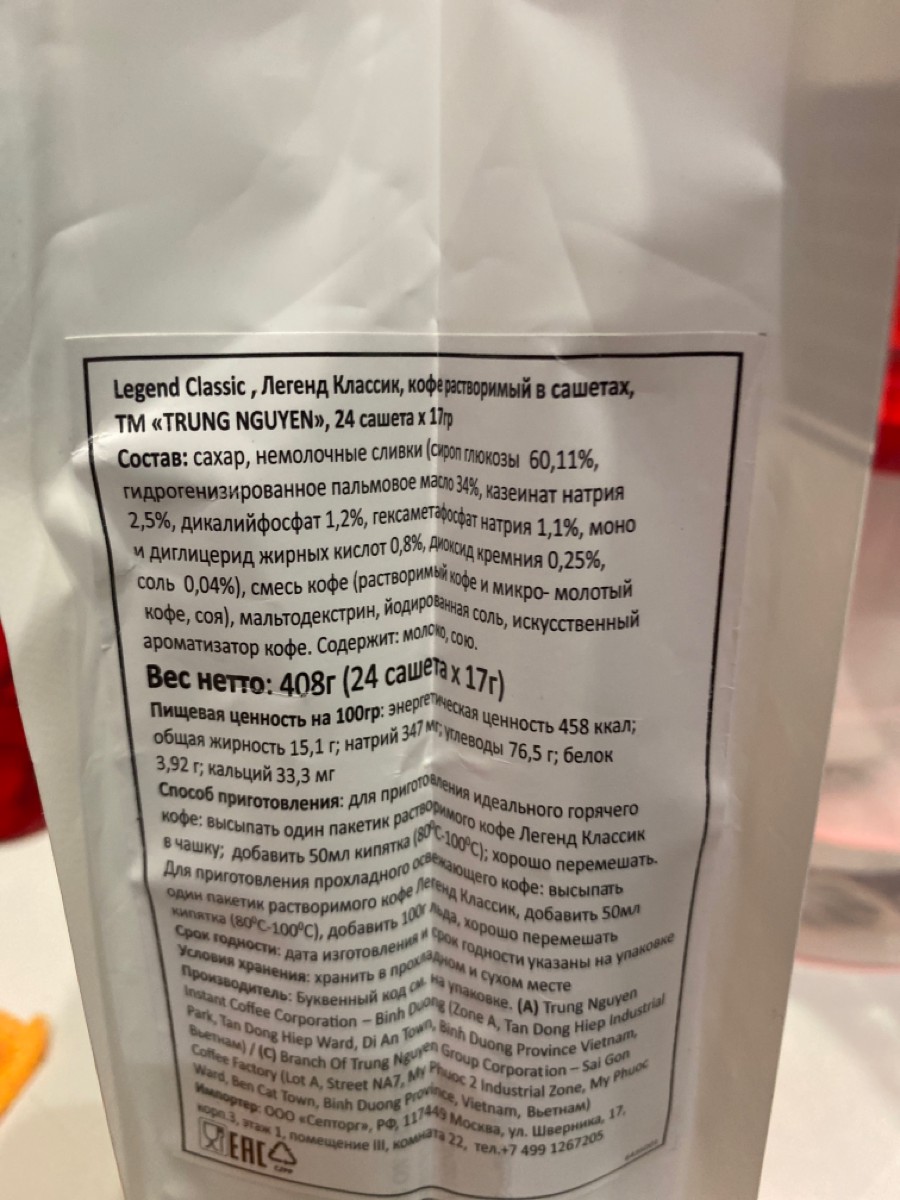 Legend Classic , Легенд Классик, кофе растворимый в сашетах,
ТМ «TRUNG NGUYEN», 24 сашета x 17гр
Состав: сахар, немолочные сливки (сироп глюкозы 60,11%,
гидрогенизированное пальмовое масло 34%, казеинат натрия
2,5%, дикалийфосфат 1,2%, гексаметафосфат натрия 1,1%, моно
и диглицерид жирных кислот 0,8%, диоксид кремния 0,25%,
соль 0,04%), смесь кофе (растворимый кофе и микро- молотый
кофе, соя), мальтодекстрин, йодированная соль, искусственный
ароматизатор кофе. Содержит: молоко, сою.
Вес нетто: 408г (24 сашета x 17г)
Пищевая ценность на 100гр: энергетическая ценность 458 ккал;
общая жирность 15,1 г; натрий 347 мг; углеводы 76,5 г; белок
3,92 г; кальций 33,3 мг
Способ приготовления: для приготовления идеального горячего
кофе: высыпать один пакетик растворимого кофе Легенд Классик
в чашку; добавить 50мл кипятка (80⁰C-100⁰C); хорошо перемешать.
Для приготовления прохладного освежающего кофе: высыпать
один пакетик растворимого кофе Легенд Классик, добавить 50мл
кипятка (80⁰C-100⁰C), добавить 100г льда, хорошо перемешать
Срок годности: дата изготовления и срок годности указаны на упаковке
Условия хранения: хранить в прохладном и сухом месте
Производитель: Буквенный код см. на упаковке. (A) Trung Nguyen
Instant Coffee Corporation – Binh Duong (Zone A, Tan Dong Hiep Industrial
Park, Tan Dong Hiep Ward, Di An Town, Binh Duong Province Vietnam,
Вьетнам) / (C) Branch Of Trung Nguyen Group Corporation – Sai Gon
Coffee Factory (Lot A, Street NA7, My Phuoc 2 Industrial Zone, My Phuoc
Ward, Ben Cat Town, Binh Duong Province, Vietnam, Вьетнам)
Импортер: ООО «Септорг», РФ, 117449 Москва, ул. Шверника, 17,
корп.3, этаж 1, помещение III, комната 22, тел.+7 499 1267205
EAC
C/PP